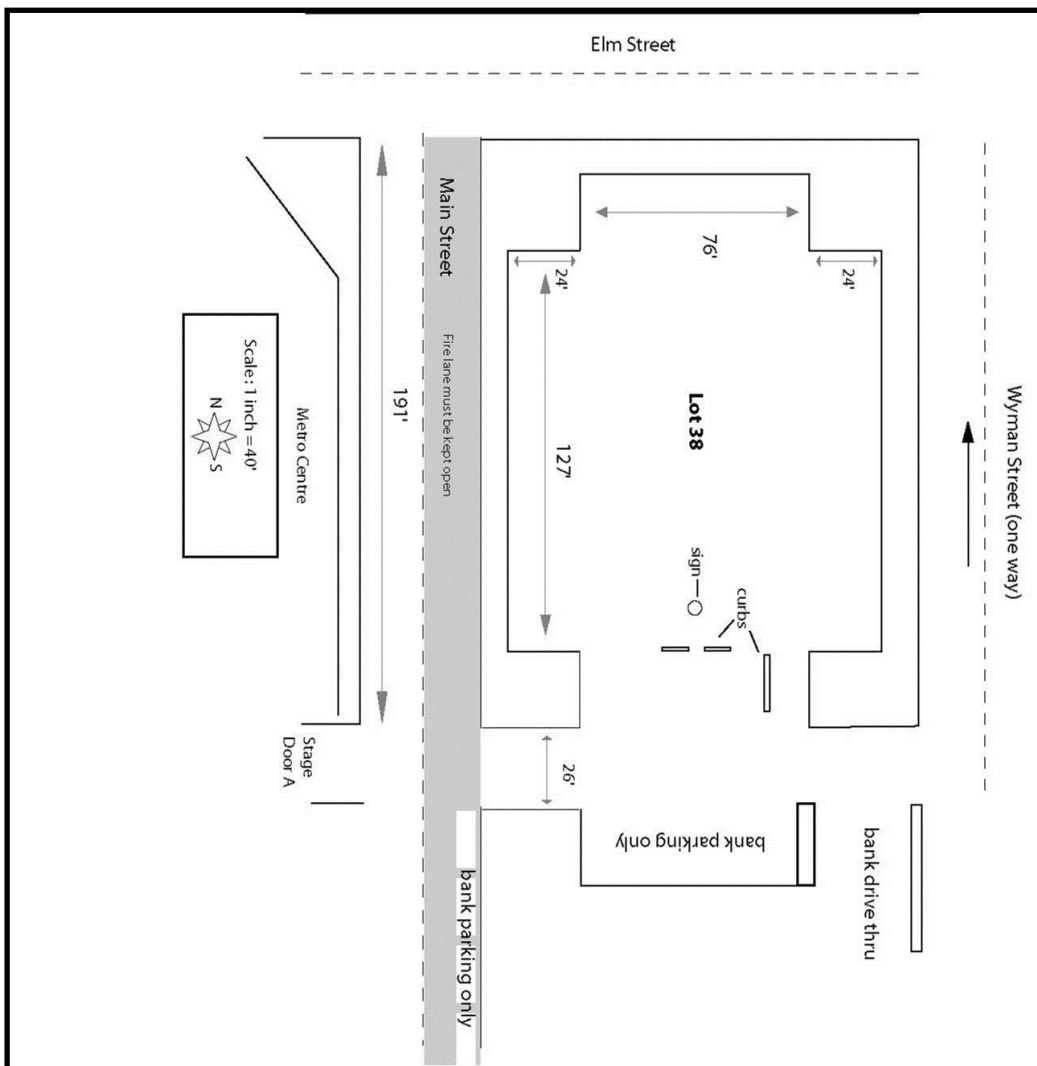 Elm Street
Main Street
Fire lane must be kept open
191'
76'
24'
24'
127'
Lot 38
Wyman Street (one way)
Scale: 1 inch = 40'
N
S
Metro Centre
sign
curbs
Stage
Door A
26'
bank parking only
bank drive thru
bank parking only